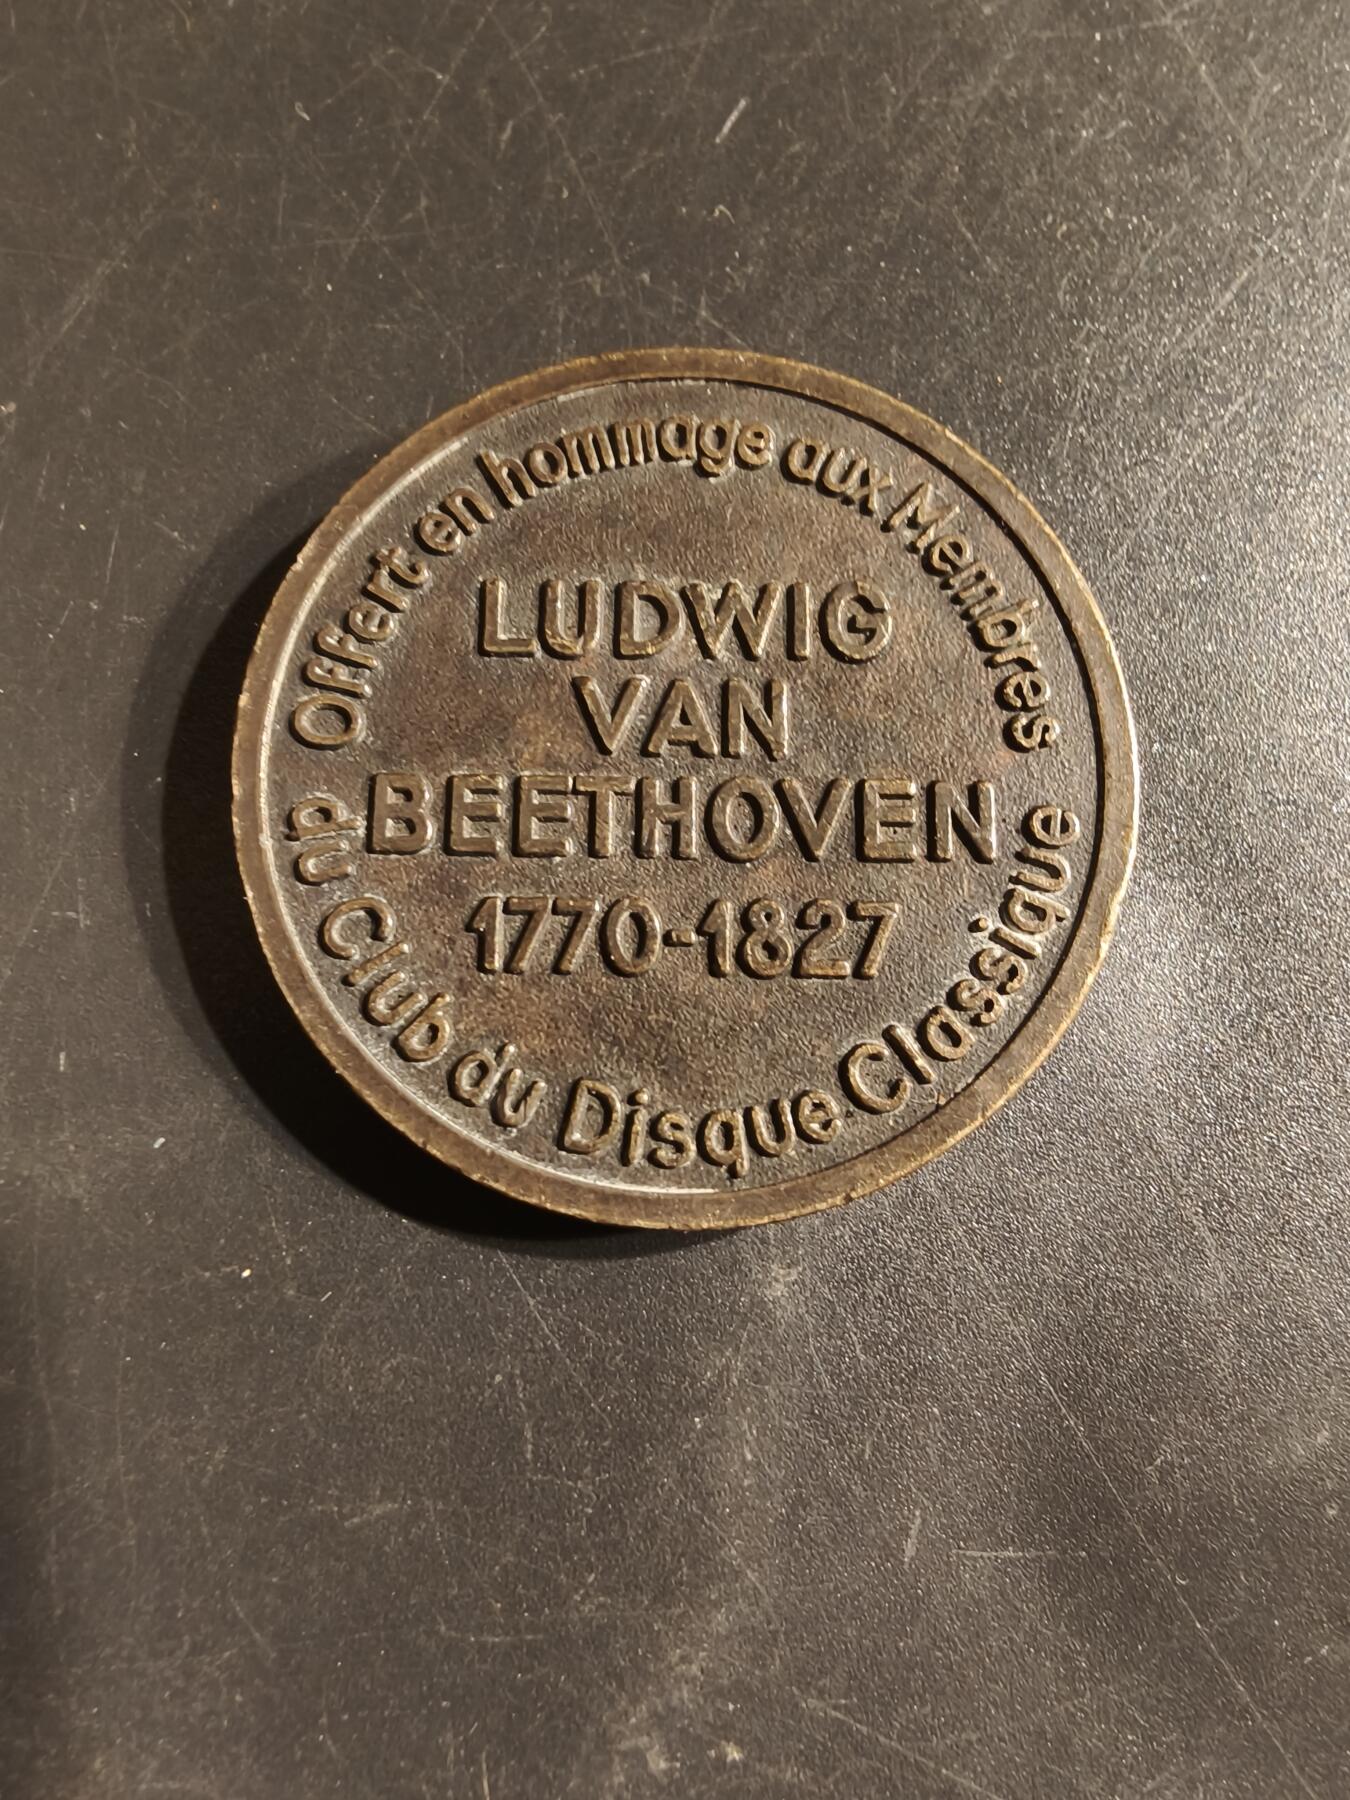 Offert en hommage aux Membres
LUDWIG
VAN
BEETHOVEN
1770-1827
du Club du Disque Classique